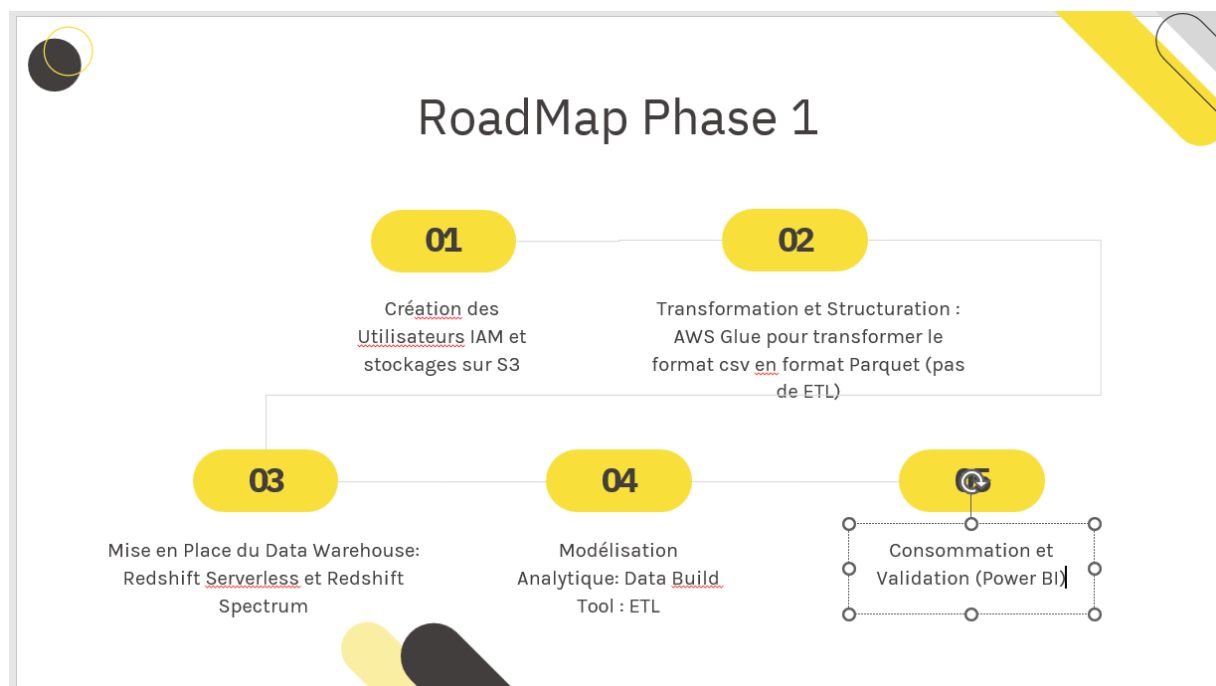 RoadMap Phase 1
01
02
Création des
Utilisateurs IAM et
stockages sur S3
Transformation et Structuration :
AWS Glue pour transformer le
format csv en format Parquet (pas
de ETL)
03
04
05
Mise en Place du Data Warehouse:
Redshift Serverless et Redshift
Spectrum
Modélisation
Analytique: Data Build
Tool : ETL
Consommation et
Validation (Power BI)